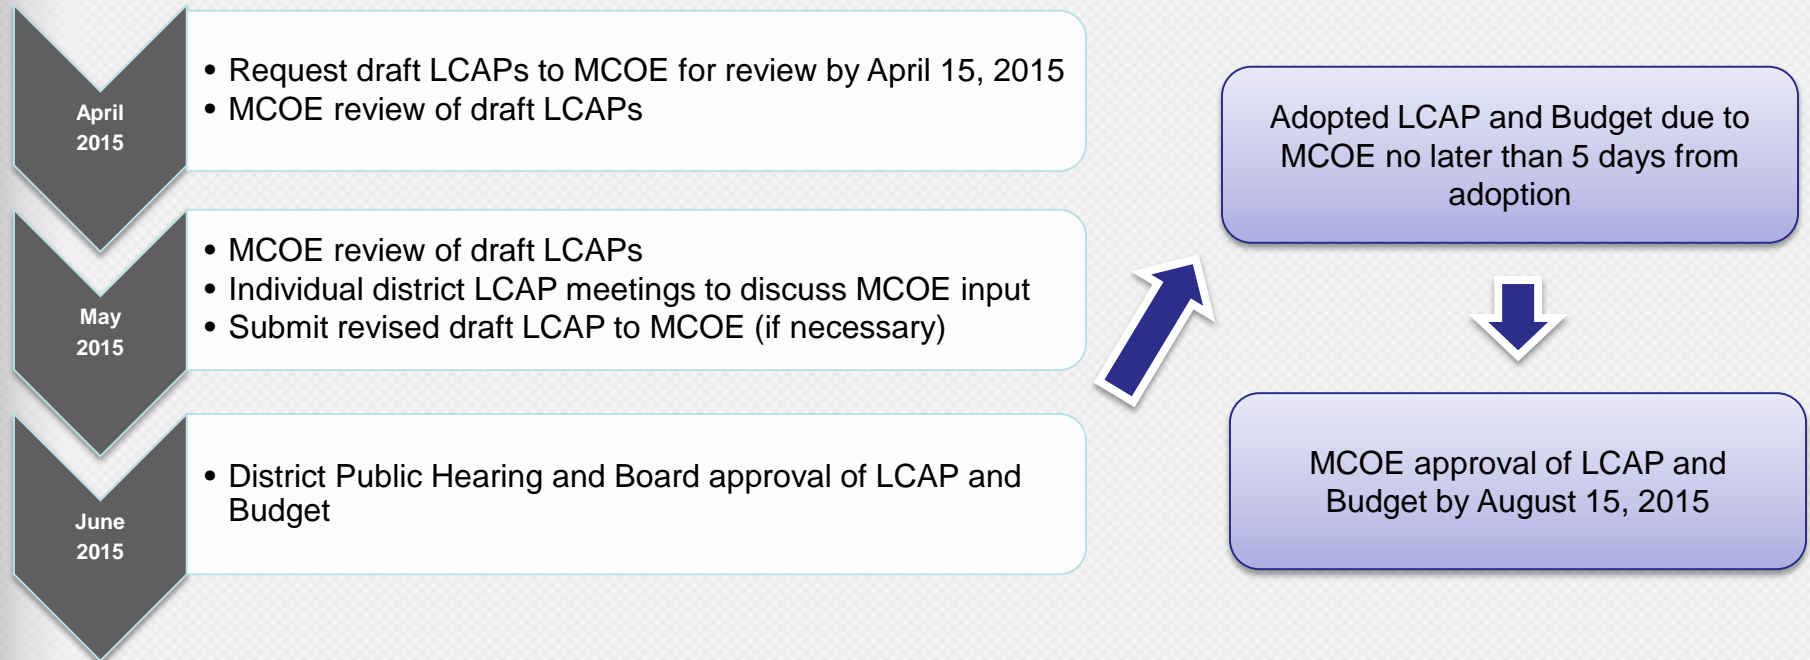 April
2015
• Request draft LCAPs to MCOE for review by April 15, 2015
• MCOE review of draft LCAPs
May
2015
• MCOE review of draft LCAPs
• Individual district LCAP meetings to discuss MCOE input
• Submit revised draft LCAP to MCOE (if necessary)
June
2015
• District Public Hearing and Board approval of LCAP and
Budget
Adopted LCAP and Budget due to
MCOE no later than 5 days from
adoption
MCOE approval of LCAP and
Budget by August 15, 2015